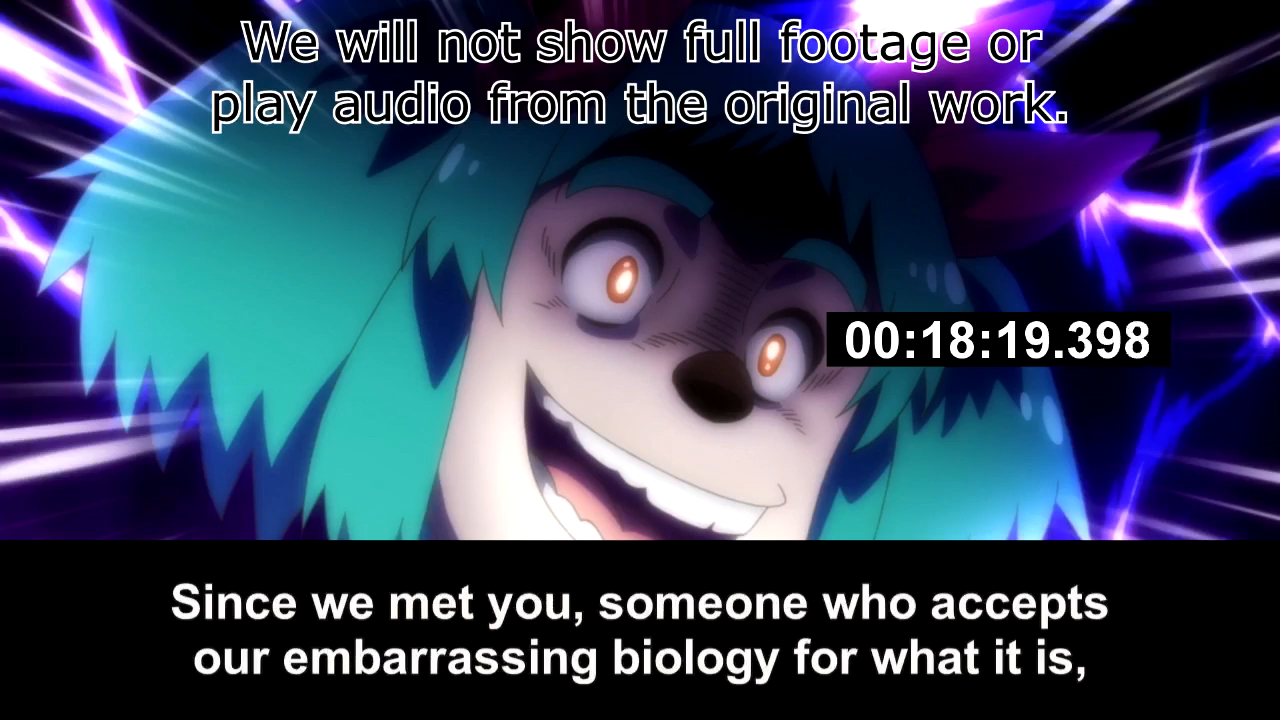 We will not show full footage or
play audio from the original work.
00:18:19.398
Since we met you, someone who accepts
our embarrassing biology for what it is,